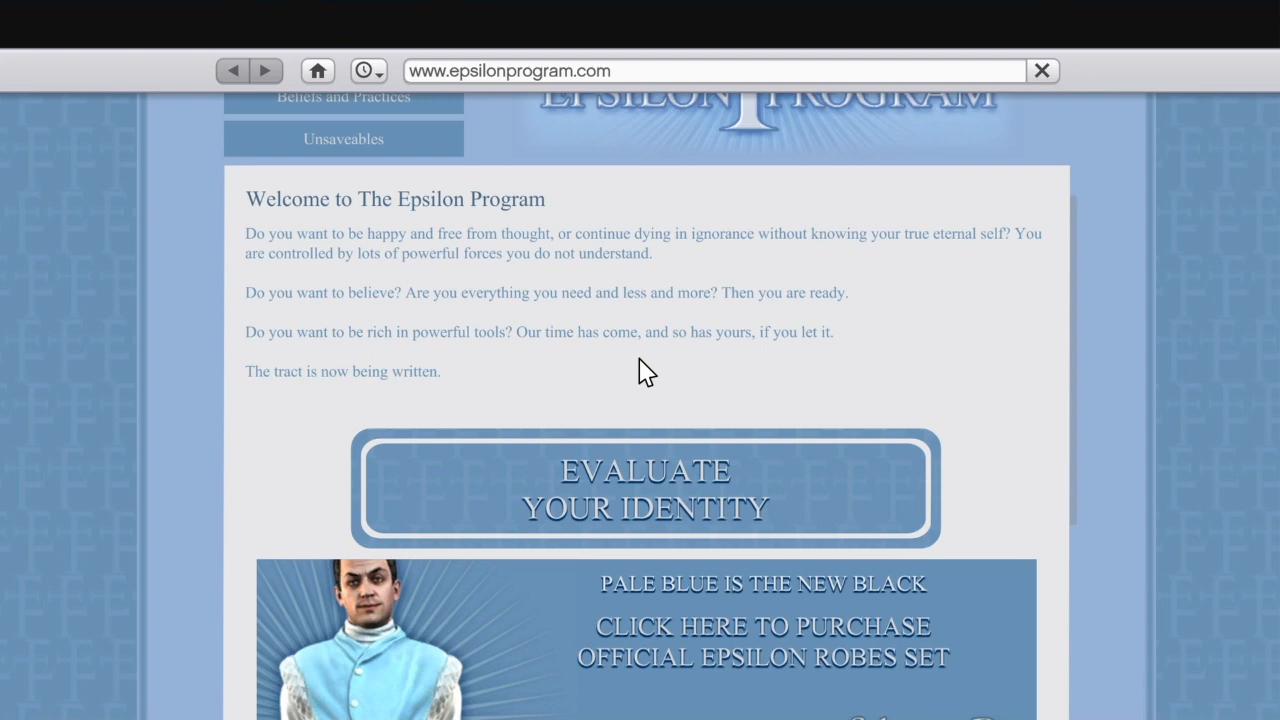 www.epsilonprogram.com
Beliefs and Practices
EPSILON PROGRAM
Unsaveables
Welcome to The Epsilon Program
Do you want to be happy and free from thought, or continue dying in ignorance without knowing your true eternal self? You
are controlled by lots of powerful forces you do not understand.
Do you want to believe? Are you everything you need and less and more? Then you are ready.
Do you want to be rich in powerful tools? Our time has come, and so has yours, if you let it.
The tract is now being written.
EVALUATE
YOUR IDENTITY
PALE BLUE IS THE NEW BLACK
CLICK HERE TO PURCHASE
OFFICIAL EPSILON ROBES SET